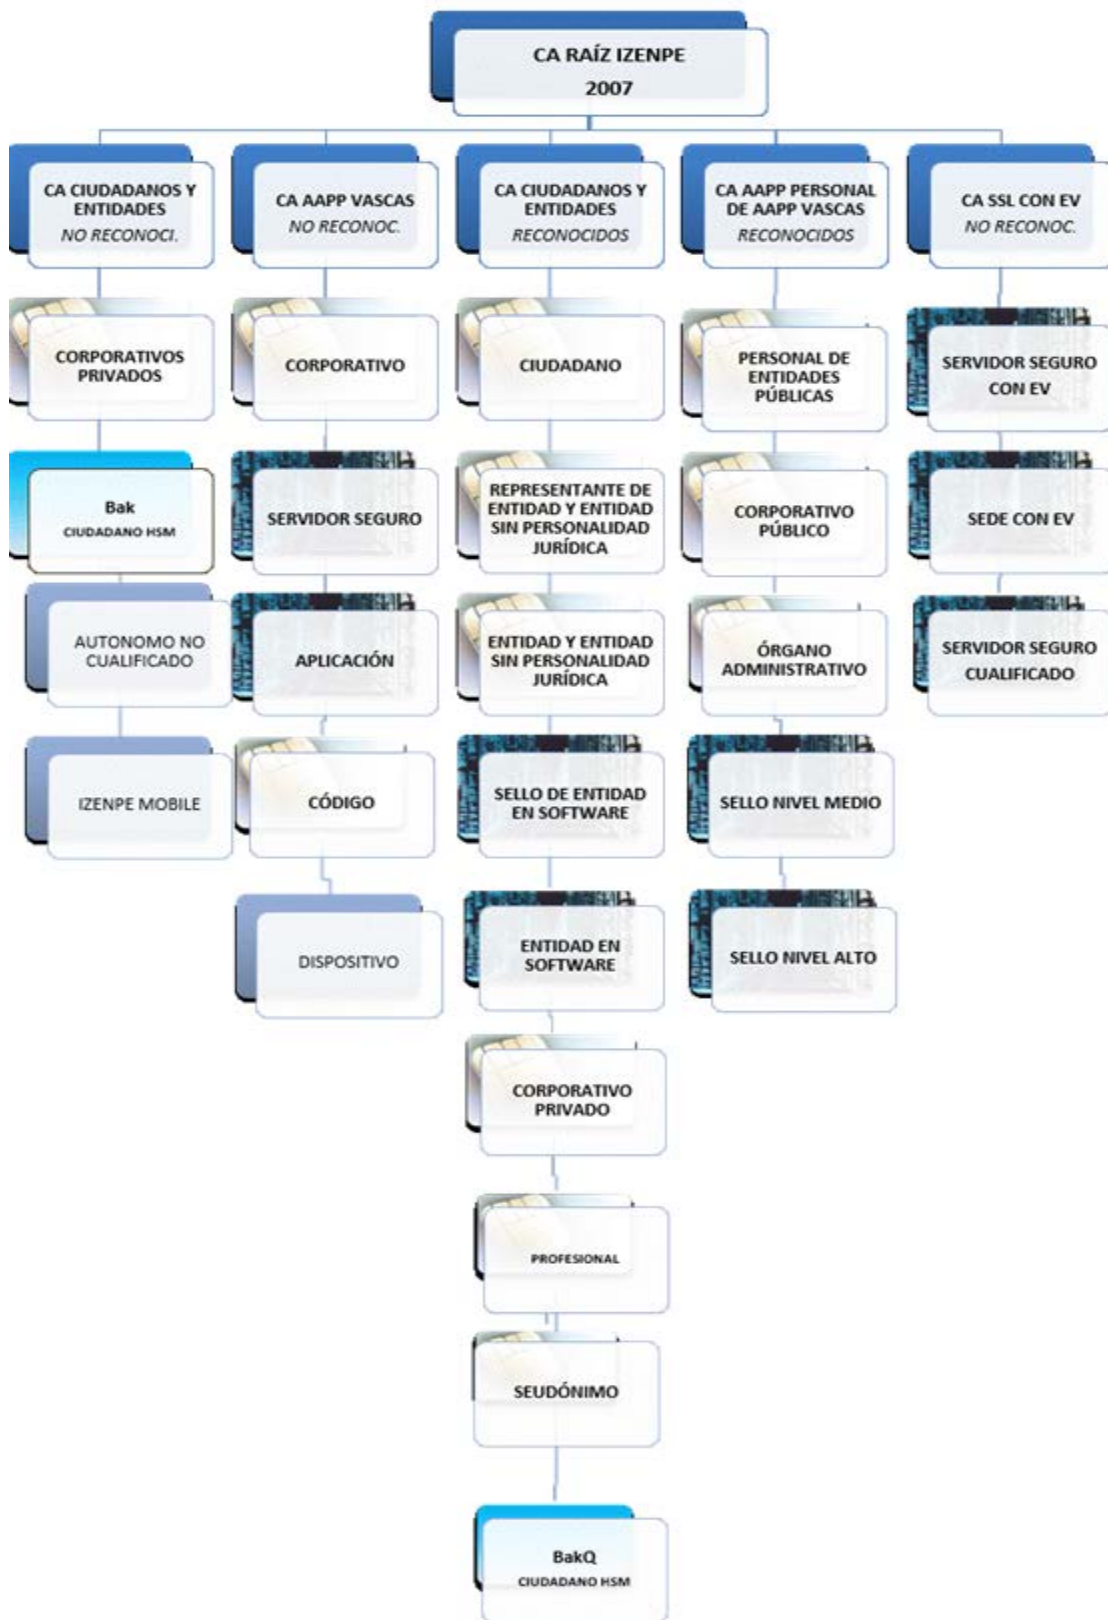 CA RAÍZ IZENPE
2007
CA CIUDADANOS Y
ENTIDADES
NO RECONOCI.
CA AAPP VASCAS
NO RECONOC.
CA CIUDADANOS Y
ENTIDADES
RECONOCIDOS
CA AAPP PERSONAL
DE AAPP VASCAS
RECONOCIDOS
CA SSL CON EV
NO RECONOC.
CORPORATIVOS
PRIVADOS
Bak
CIUDADANO HSM
AUTONOMO NO
CUALIFICADO
IZENPE MOBILE
CORPORATIVO
SERVIDOR SEGURO
APLICACIÓN
CÓDIGO
DISPOSITIVO
CIUDADANO
REPRESENTANTE DE
ENTIDAD Y ENTIDAD
SIN PERSONALIDAD
JURÍDICA
ENTIDAD Y ENTIDAD
SIN PERSONALIDAD
JURÍDICA
SELLO DE ENTIDAD
EN SOFTWARE
ENTIDAD EN
SOFTWARE
CORPORATIVO
PRIVADO
PROFESIONAL
SEUDÓNIMO
BakQ
CIUDADANO HSM
PERSONAL DE
ENTIDADES
PÚBLICAS
CORPORATIVO
PÚBLICO
ÓRGANO
ADMINISTRATIVO
SELLO NIVEL MEDIO
SELLO NIVEL ALTO
SERVIDOR SEGURO
CON EV
SEDE CON EV
SERVIDOR SEGURO
CUALIFICADO